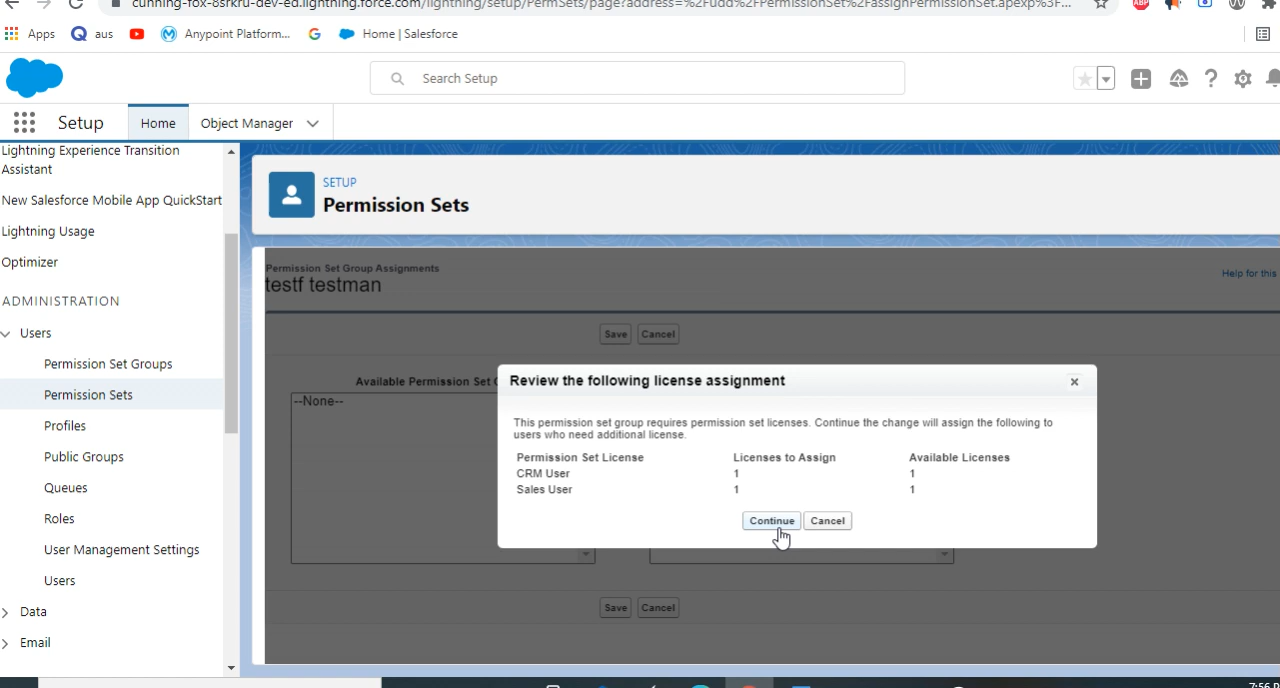 cunning-fox-8srkru-dev-ed.lightning.force.com/lightning/setup/PermSets/page?address=%2Fudd%2FPermissionSet%2FassignPermissionSet.apexp%3F...
ABP
Apps
aus
Anypoint Platform...
Home | Salesforce
Search Setup
Setup
Home
Object Manager
Lightning Experience Transition
Assistant
New Salesforce Mobile App QuickStart
Lightning Usage
Optimizer
ADMINISTRATION
Users
Permission Set Groups
Permission Sets
Profiles
Public Groups
Queues
Roles
User Management Settings
Users
Data
Email
SETUP
Permission Sets
Permission Set Group Assignments
testf testman
Help for this
Save Cancel
Available Permission Set
--None--
Review the following license assignment
This permission set group requires permission set licenses. Continue the change will assign the following to
users who need additional license.
Permission Set License Licenses to Assign Available Licenses
CRM User 1 1
Sales User 1 1
Continue Cancel
Save Cancel